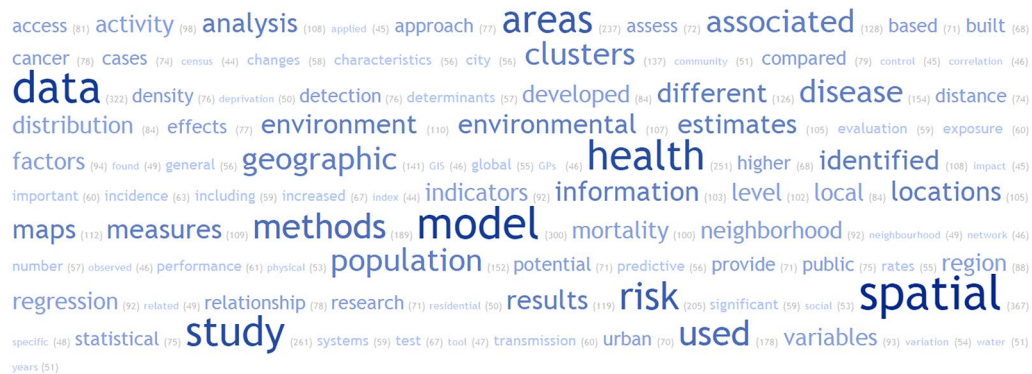 access (81) activity (98) analysis (108) applied (45) approach (77) areas (237) assess (72) associated (128) based (71) built (68)
cancer (78) cases (74) census (44) changes (58) characteristics (56) city (56) clusters (137) community (51) compared (79) control (45) correlation (46)
data (322) density (76) deprivation (50) detection (76) determinants (57) developed (84) different (126) disease (154) distance (74)
distribution (84) effects (77) environment (110) environmental (107) estimates (105) evaluation (59) exposure (60)
factors (94) found (49) general (56) geographic (141) GIS (46) global (55) GPs (46) health (251) higher (68) identified (108) impact (45)
important (60) incidence (63) including (59) increased (67) index (44) indicators (92) information (103) level (102) local (84) locations (105)
maps (112) measures (109) methods (189) model (300) mortality (100) neighborhood (92) neighbourhood (49) network (46)
number (57) observed (46) performance (61) physical (53) population (152) potential (71) predictive (56) provide (71) public (75) rates (55) region (88)
regression (92) related (49) relationship (78) research (71) residential (50) results (119) risk (205) significant (59) social (53) spatial (367)
specific (48) statistical (75) study (261) systems (59) test (67) tool (47) transmission (60) urban (70) used (178) variables (93) variation (54) water (51)
years (51)